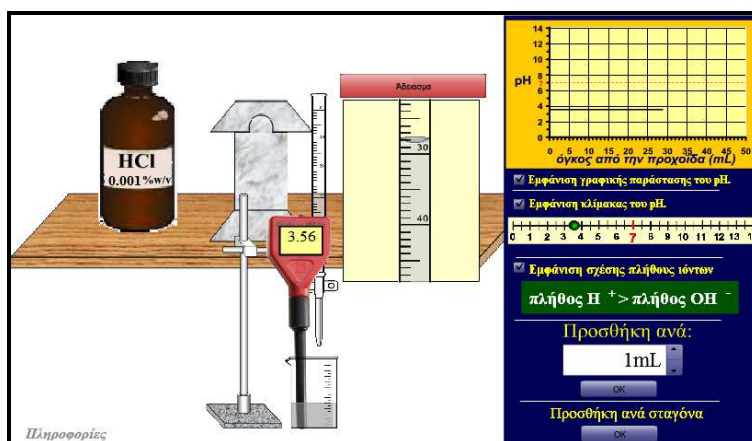 HCl
0.001%w/v
3.56
Άδειασμα
30
40
14
12
10
8
7
6
4
2
0
pH
0 5 10 15 20 25 30 35 40 45 50
όγκος από την προχοΐδα (mL)
Εμφάνιση γραφικής παράστασης του pH.
Εμφάνιση κλίμακας του pH.
0 1 2 3 4 5 6 7 8 9 10 11 12 13 1
Εμφάνιση σχέσης πλήθους ιόντων
πλήθος H + > πλήθος OH -
Προσθήκη ανά:
1mL
OK
Προσθήκη ανά σταγόνα
OK
Πληροφορίες